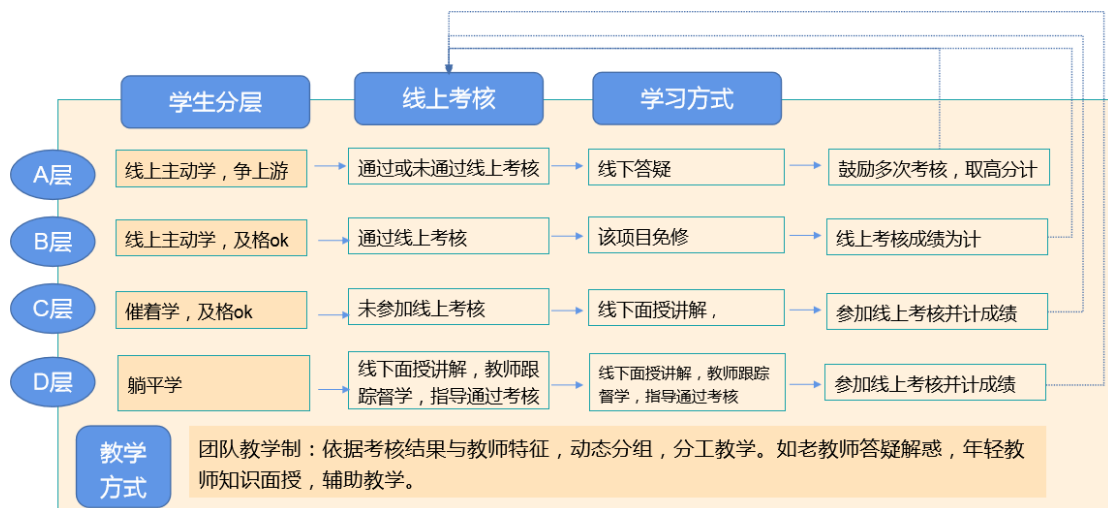 学生分层
线上考核
学习方式
A层
线上主动学，争上游
通过或未通过线上考核
线下答疑
鼓励多次考核，取高分计
B层
线上主动学，及格ok
通过线上考核
该项目免修
线上考核成绩为计
C层
催着学，及格ok
未参加线上考核
线下面授讲解，
参加线上考核并计成绩
D层
躺平学
线下面授讲解，教师跟
踪督学，指导通过考核
线下面授讲解，教师跟踪
督学，指导通过考核
参加线上考核并计成绩
教学
方式
团队教学制：依据考核结果与教师特征，动态分组，分工教学。如老教师答疑解惑，年轻教
师知识面授，辅助教学。